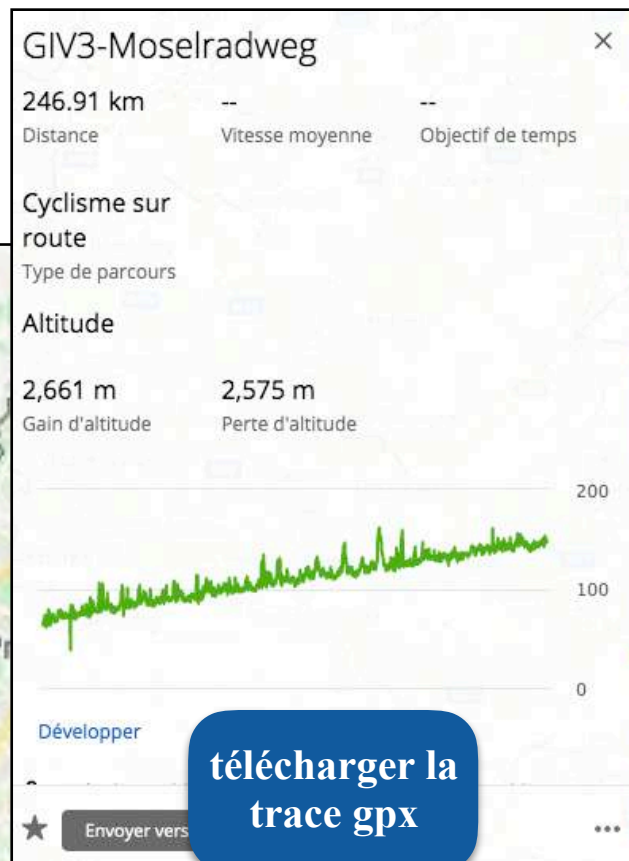 GIV3-Moselradweg
246.91 km -- --
Distance Vitesse moyenne Objectif de temps
Cyclisme sur
route
Type de parcours
Altitude
2,661 m 2,575 m
Gain d'altitude Perte d'altitude
200
100
0
Développer
télécharger la
trace gpx
Envoyer vers